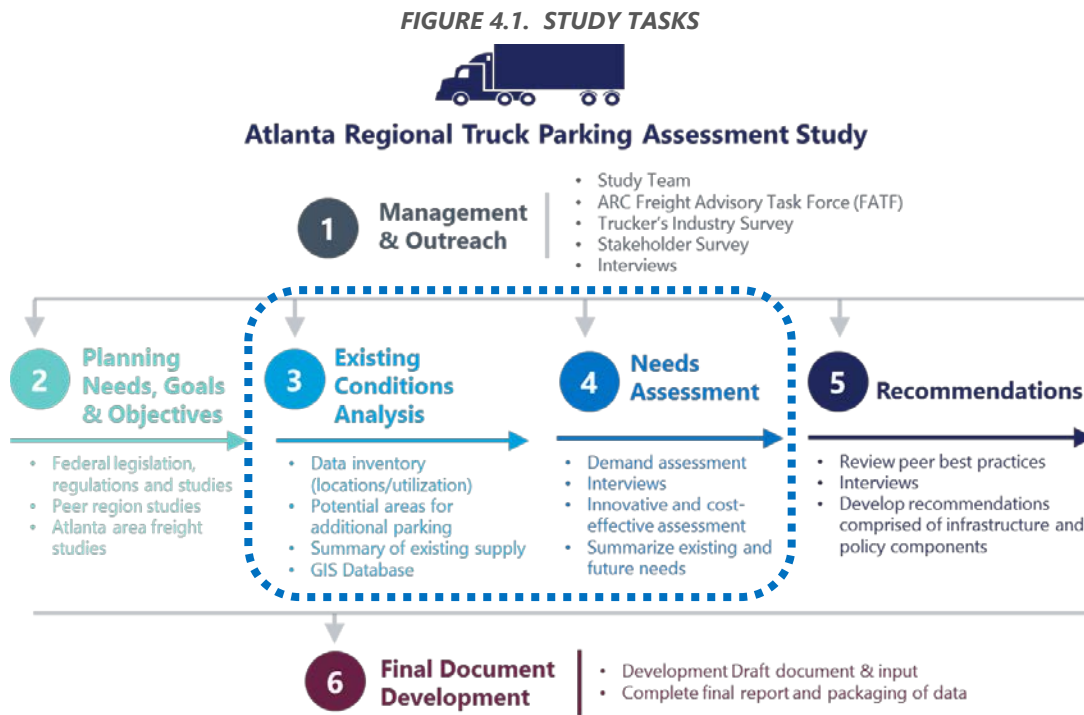 FIGURE 4.1. STUDY TASKS
Atlanta Regional Truck Parking Assessment Study
1
Management
& Outreach
• Study Team
• ARC Freight Advisory Task Force (FATF)
• Trucker's Industry Survey
• Stakeholder Survey
• Interviews
2
Planning
Needs, Goals
& Objectives
• Federal legislation,
regulations and studies
• Peer region studies
• Atlanta area freight
studies
3
Existing
Conditions
Analysis
• Data inventory
(locations/utilization)
• Potential areas for
additional parking
• Summary of existing supply
• GIS Database
4
Needs
Assessment
• Demand assessment
• Interviews
• Innovative and cost-
effective assessment
• Summarize existing and
future needs
5
Recommendations
• Review peer best practices
• Interviews
• Develop recommendations
comprised of infrastructure and
policy components
6
Final Document
Development
• Development Draft document & input
• Complete final report and packaging of data